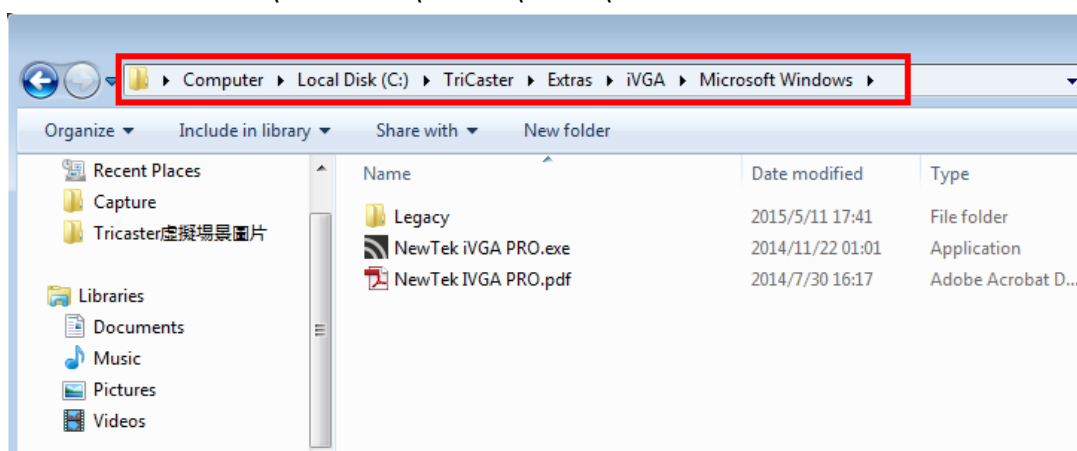 Computer Local Disk (C:) TriCaster Extras iVGA Microsoft Windows
Organize Include in library Share with New folder
Recent Places
Capture
Tricaster虛擬場景圖片
Libraries
Documents
Music
Pictures
Videos
Name Date modified Type
Legacy 2015/5/11 17:41 File folder
NewTek iVGA PRO.exe 2014/11/22 01:01 Application
NewTek IVGA PRO.pdf 2014/7/30 16:17 Adobe Acrobat D...